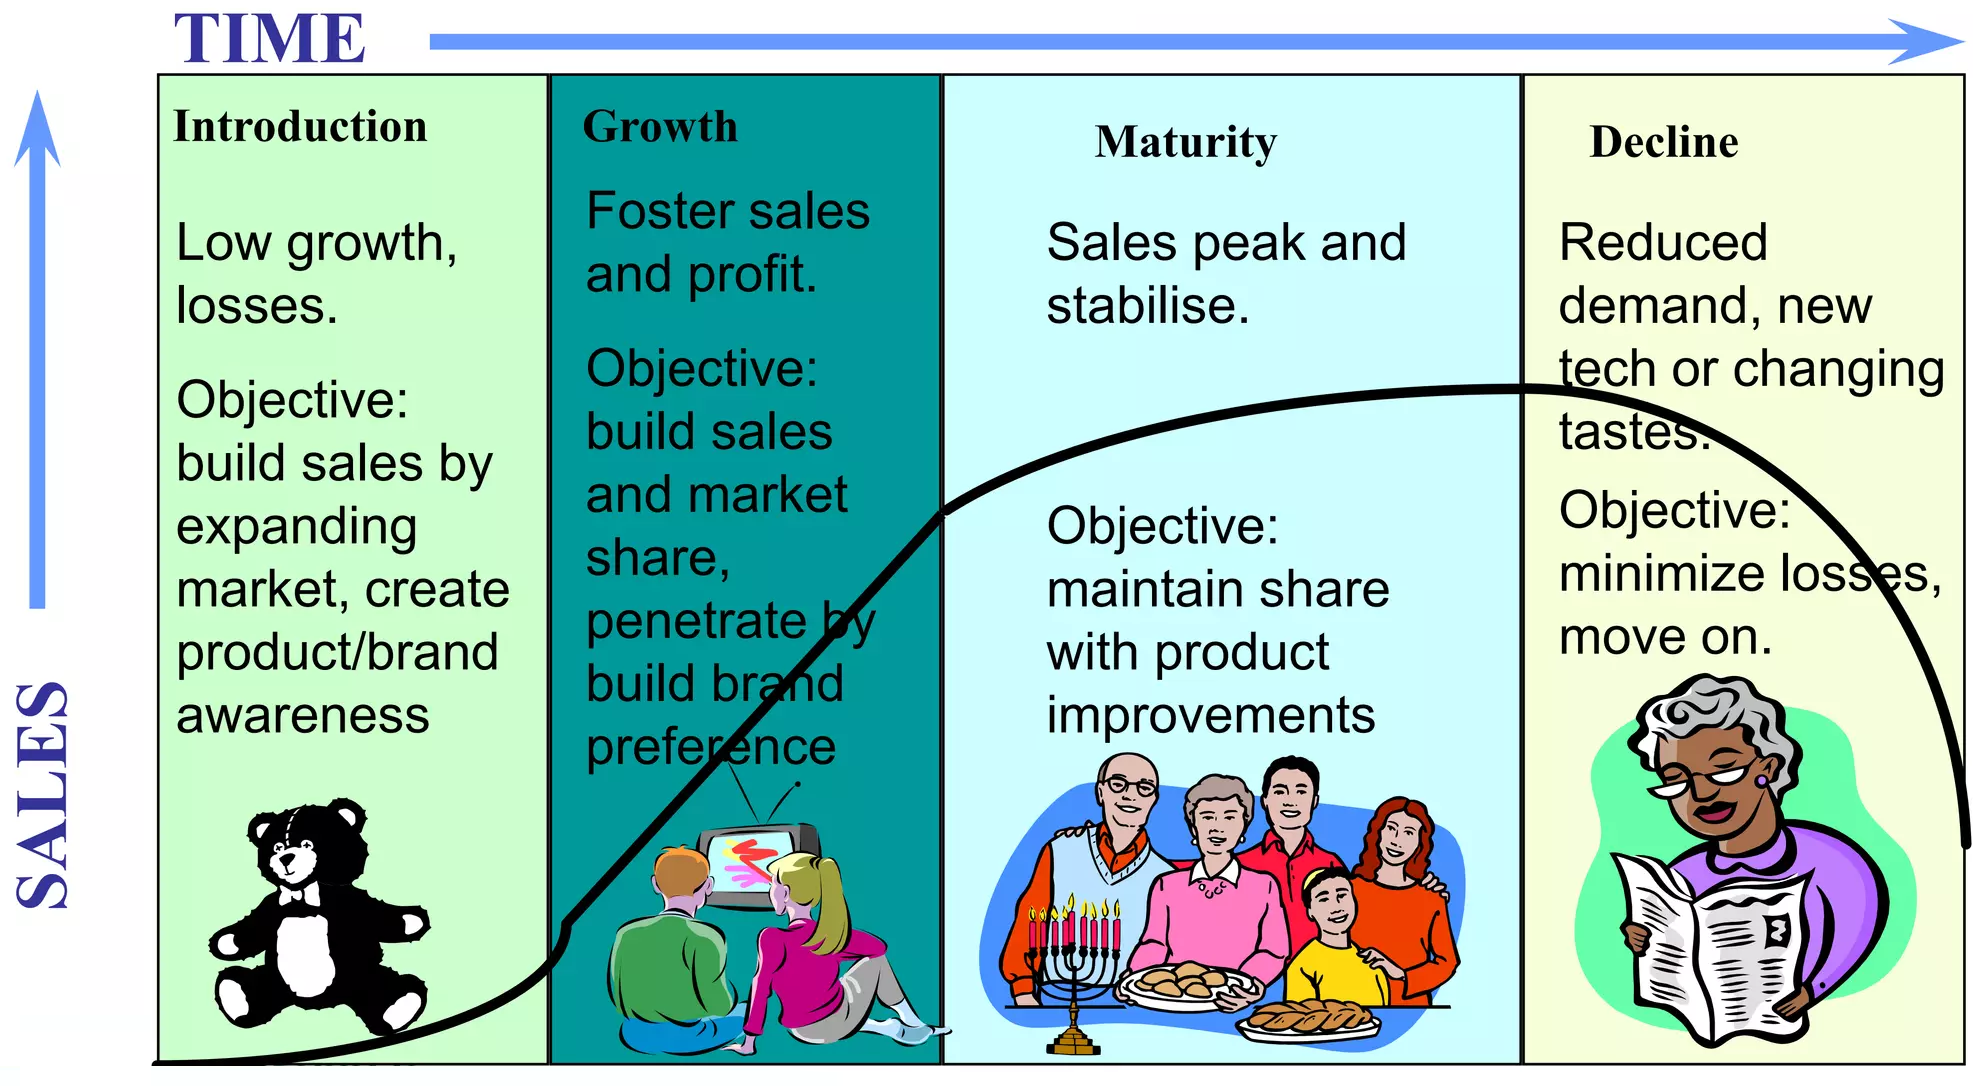 TIME
SALES
Introduction
Low growth,
losses.
Objective:
build sales by
expanding
market, create
product/brand
awareness
Growth
Foster sales
and profit.
Objective:
build sales
and market
share,
penetrate by
build brand
preference
Maturity
Sales peak and
stabilise.
Objective:
maintain share
with product
improvements
Decline
Reduced
demand, new
tech or changing
tastes.
Objective:
minimize losses,
move on.